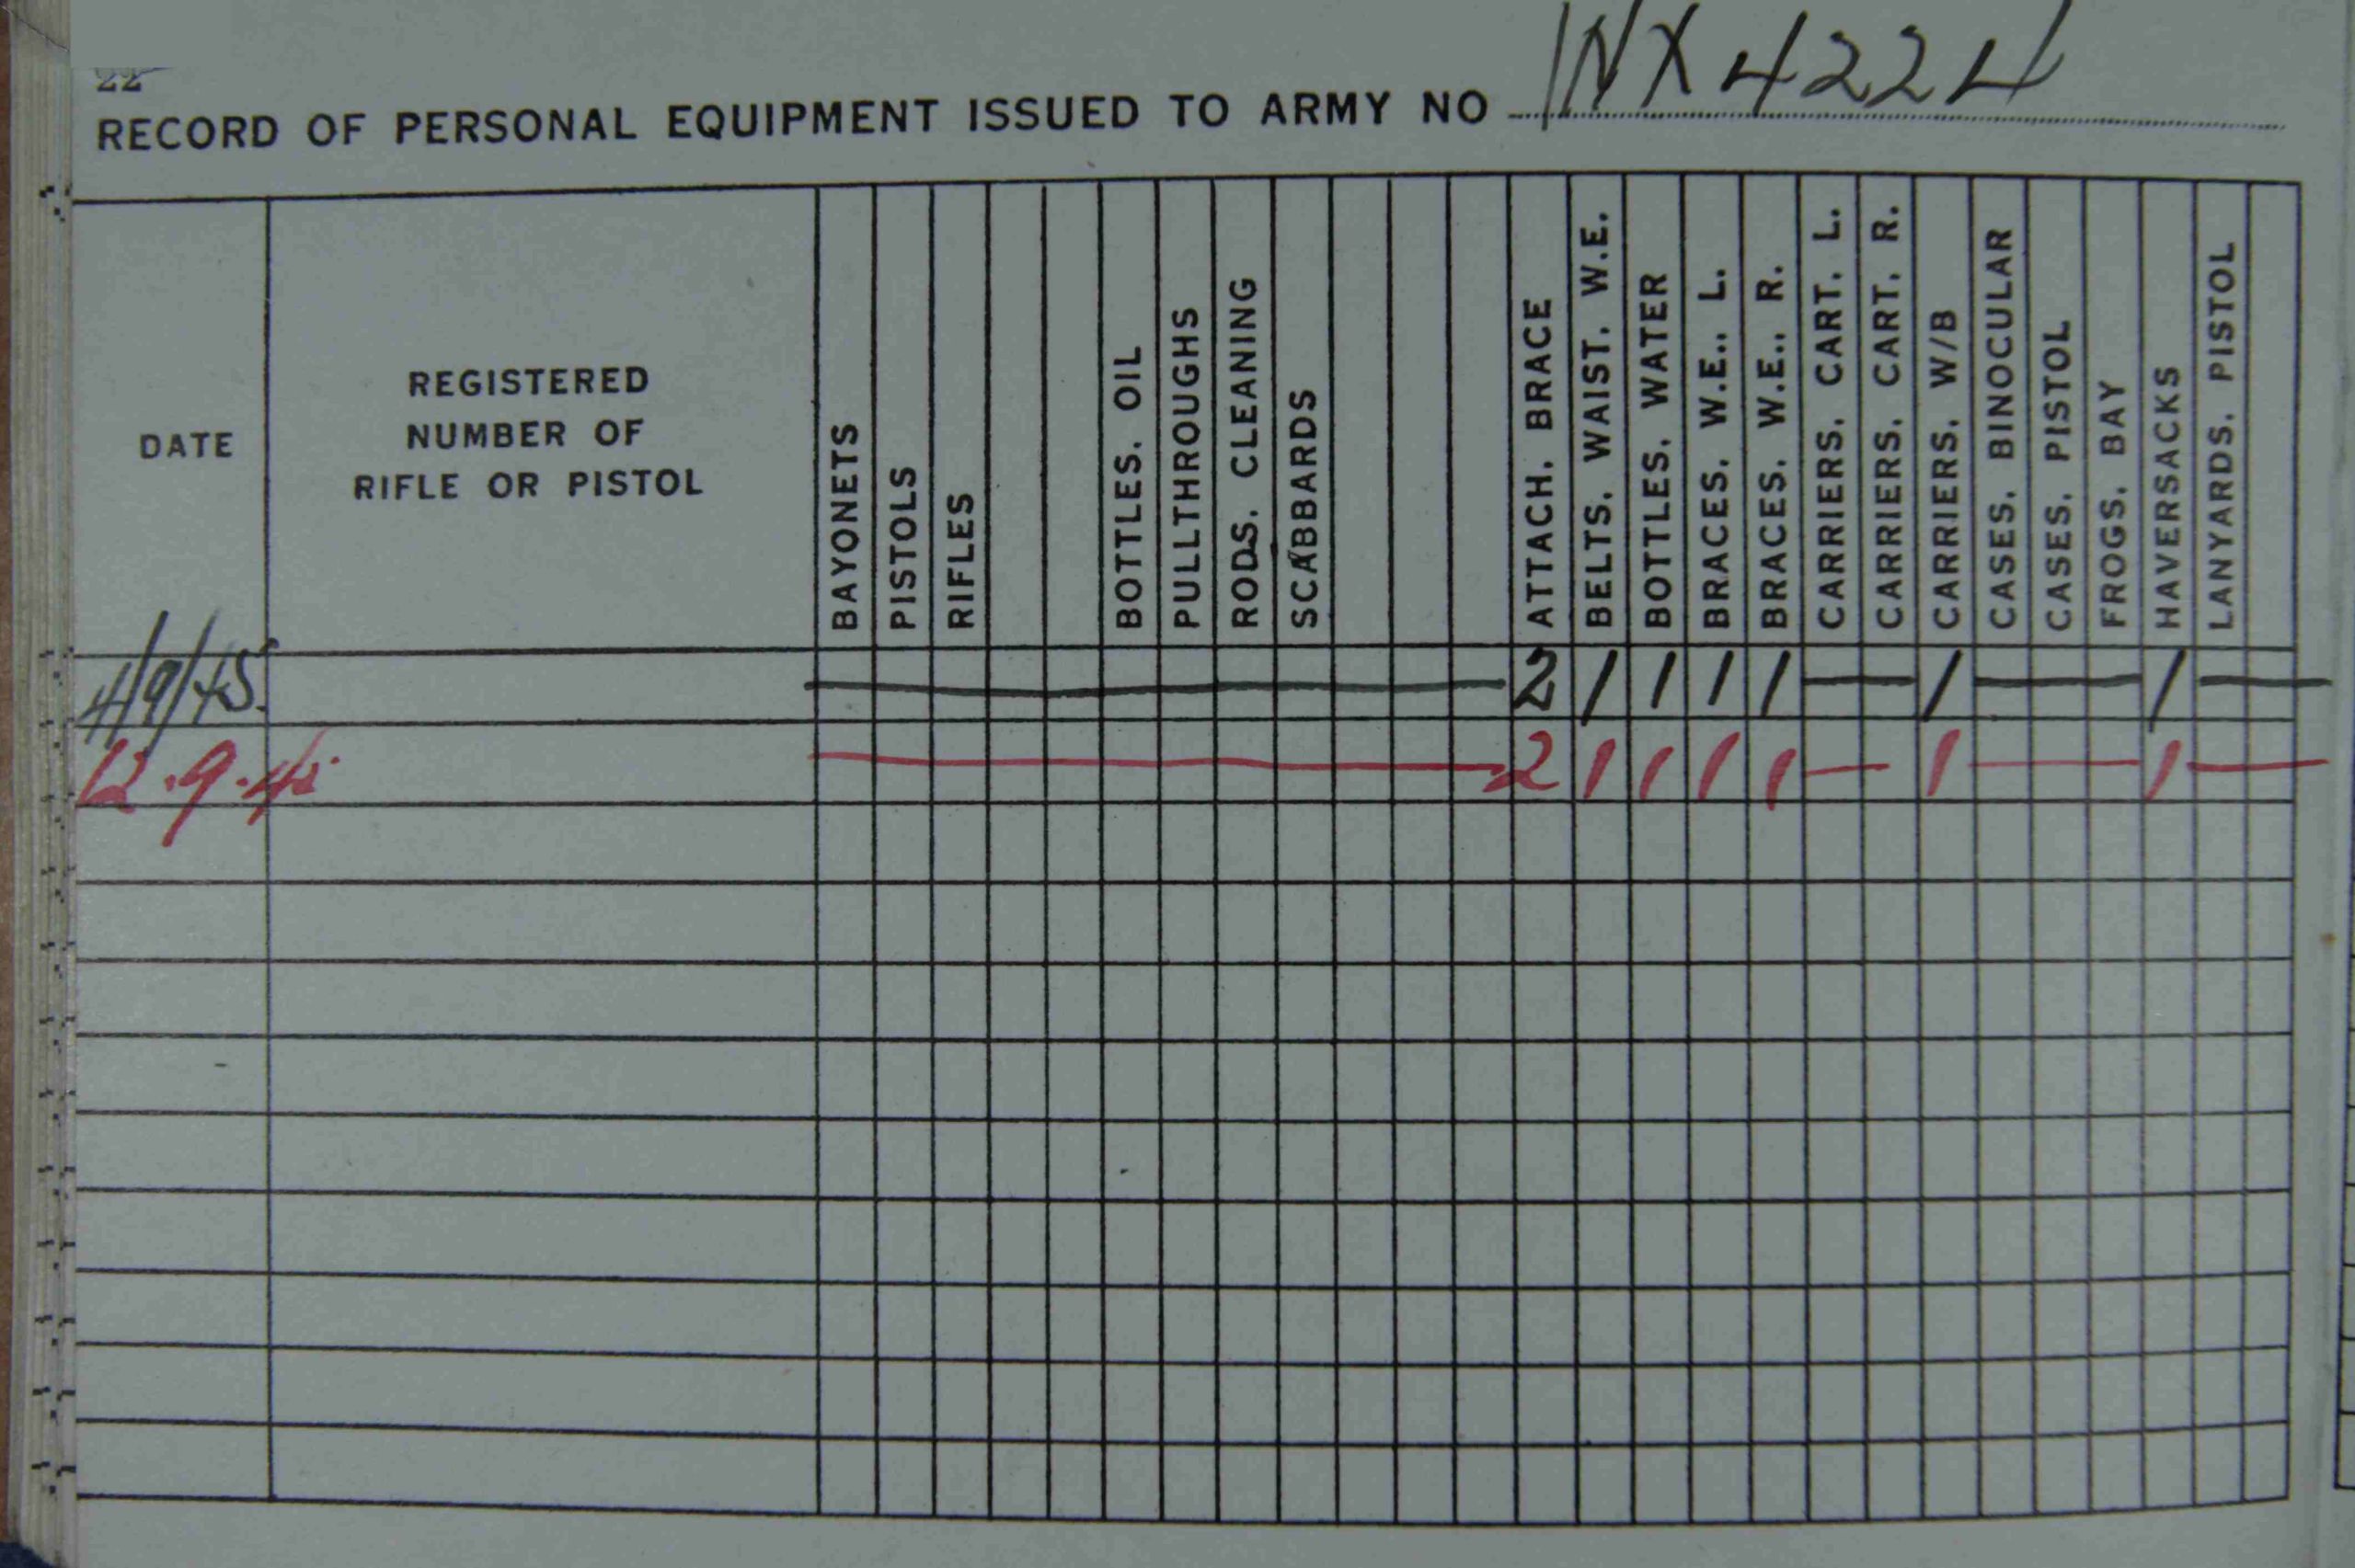 22
RECORD OF PERSONAL EQUIPMENT ISSUED TO ARMY NO NX4224
DATE
REGISTERED
NUMBER OF
RIFLE OR PISTOL
BAYONETS
PISTOLS
RIFLES
BOTTLES. OIL
PULLTHROUGHS
RODS. CLEANING
SCABBARDS
ATTACH. BRACE
BELTS. WAIST. W.E.
BOTTLES. WATER
BRACES. W.E., L.
BRACES. W.E., R.
CARRIERS. CART. L.
CARRIERS. CART. R.
CARRIERS. W/B
CASES. BINOCULAR
CASES. PISTOL
FROGS. BAY
HAVERSACKS
LANYARDS. PISTOL
4/9/45 — 2 1 1 1 1 — 1 — 1 —
12.9.45 — 2 1 1 1 1 — 1 — 1 —